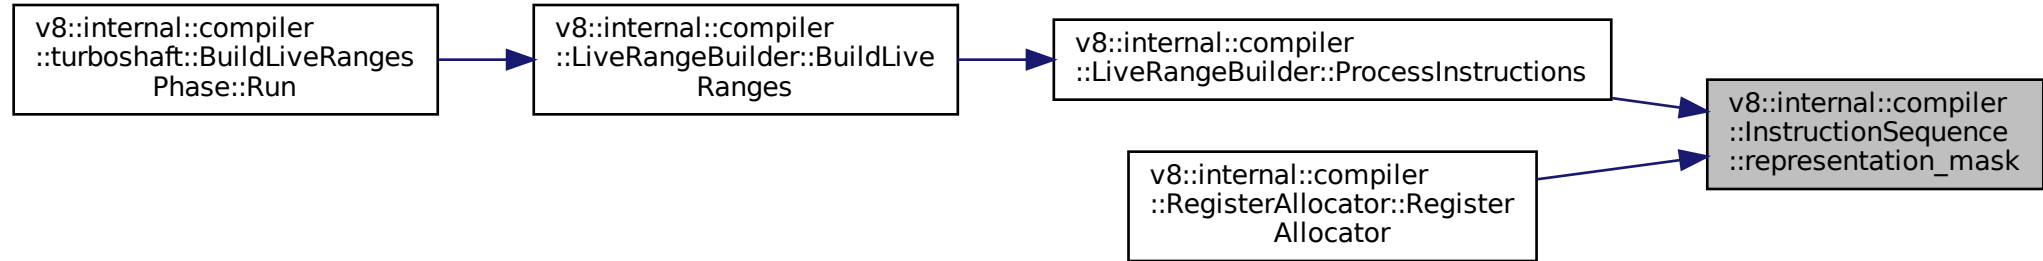 v8::internal::compiler
::turboshaft::BuildLiveRanges
Phase::Run
v8::internal::compiler
::LiveRangeBuilder::BuildLive
Ranges
v8::internal::compiler
::LiveRangeBuilder::ProcessInstructions
v8::internal::compiler
::RegisterAllocator::Register
Allocator
v8::internal::compiler
::InstructionSequence
::representation_mask